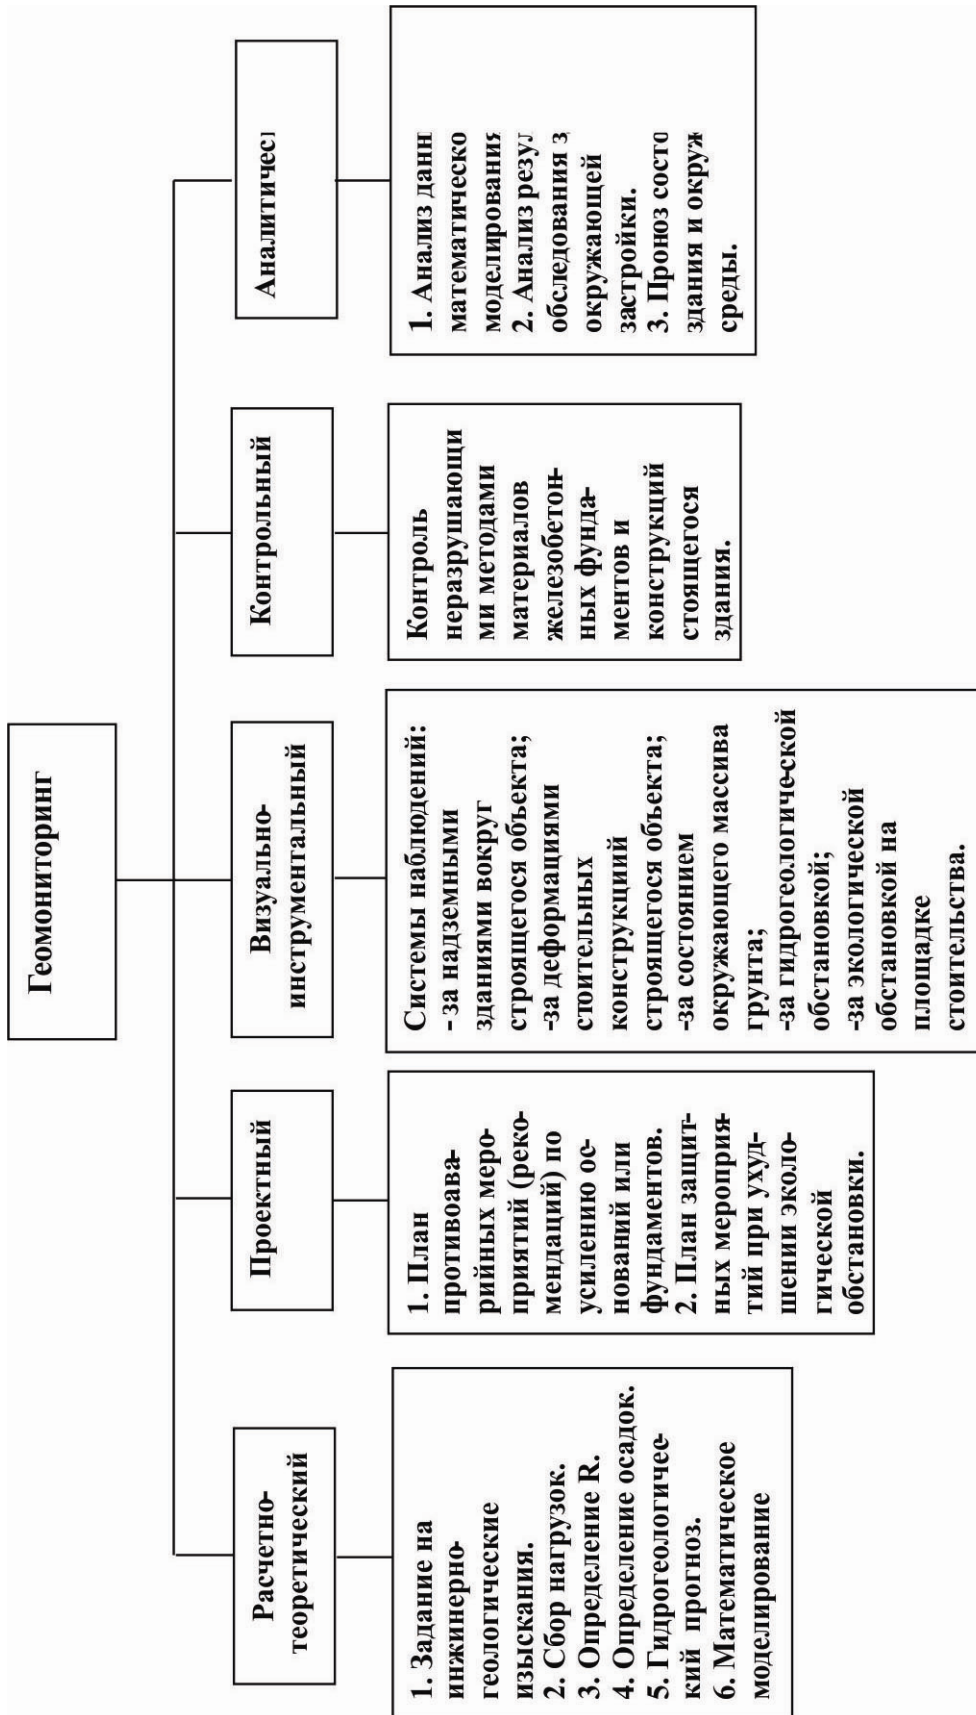 Геомониторинг
Расчетно-
теоретический
1. Задание на
инжинерно-
геологические
изыскания.
2. Сбор нагрузок.
3. Определение R.
4. Определение осадок.
5. Гидрогеологичес-
кий прогноз.
6. Математическое
моделирование
Проектный
1. План
противоава-
рийных меро-
приятий (реко-
мендаций) по
усилению ос-
нований или
фундаментов.
2. План защит-
ных мероприя-
тий при ухуд-
шении эколо-
гической
обстановки.
Визуально-
инструментальный
Системы наблюдений:
- за надземными
зданиями вокруг
строящегося объекта;
-за деформациями
стоительных
конструкций
строящегося объекта;
-за состоянием
окружающего массива
грунта;
-за гидрогеологичес-кой
обстановкой;
-за экологической
обстановкой на
площадке
стоительства.
Контрольный
Контроль
неразрушающи
ми методами
материалов
железобетон-
ных фунда-
ментов и
конструкций
стоящегося
здания.
Аналитичес
1. Анализ данн
математическо
моделирования
2. Анализ резул
обследования з
окружающей
застройки.
3. Проноз состо
здания и окруж
среды.